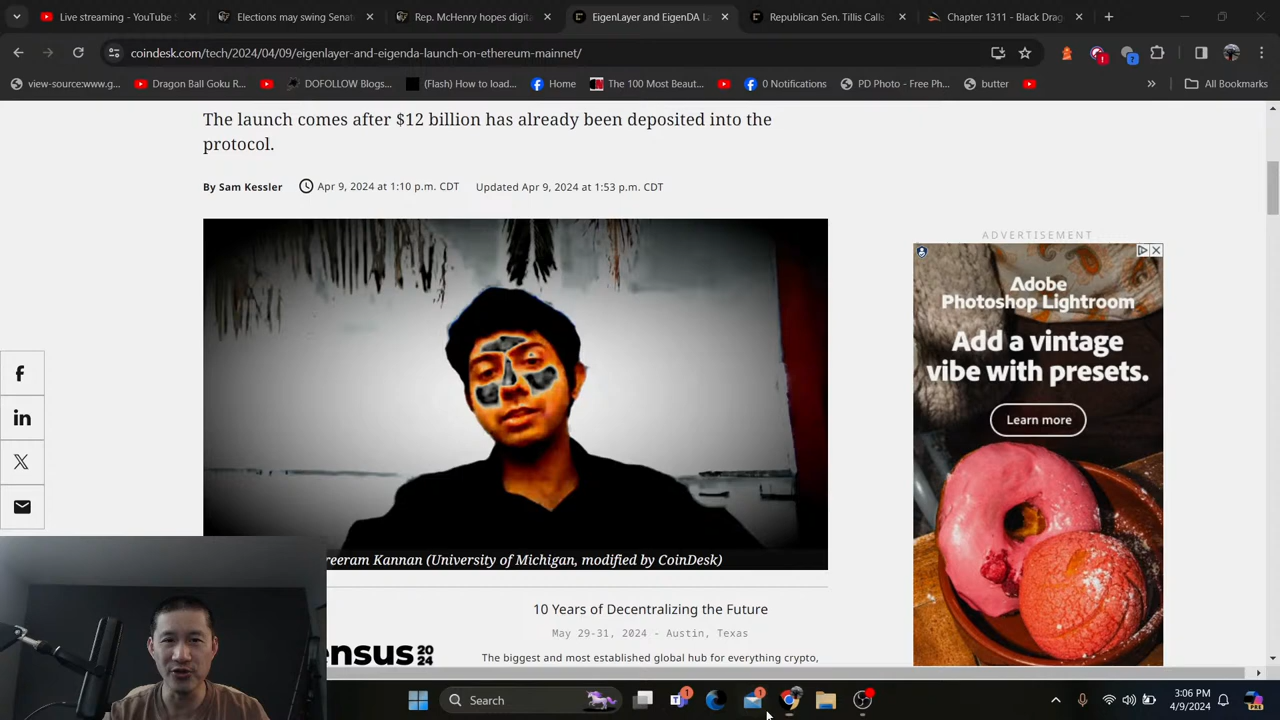 Live streaming - YouTube S
Elections may swing Senat
Rep. McHenry hopes digita
EigenLayer and EigenDA La
Republican Sen. Tillis Calls
Chapter 1311 - Black Drag
coindesk.com/tech/2024/04/09/eigenlayer-and-eigenda-launch-on-ethereum-mainnet/
view-source:www.g...
Dragon Ball Goku R...
DOFOLLOW Blogs...
(Flash) How to load...
Home
The 100 Most Beaut...
0 Notifications
PD Photo - Free Ph...
butter
All Bookmarks
The launch comes after $12 billion has already been deposited into the
protocol.
By Sam Kessler
Apr 9, 2024 at 1:10 p.m. CDT
Updated Apr 9, 2024 at 1:53 p.m. CDT
ADVERTISEMENT
Adobe
Photoshop Lightroom
Add a vintage
vibe with presets.
Learn more
reeram Kannan (University of Michigan, modified by CoinDesk)
10 Years of Decentralizing the Future
May 29-31, 2024 - Austin, Texas
ensus 2024
The biggest and most established global hub for everything crypto,
Search
3:06 PM
4/9/2024